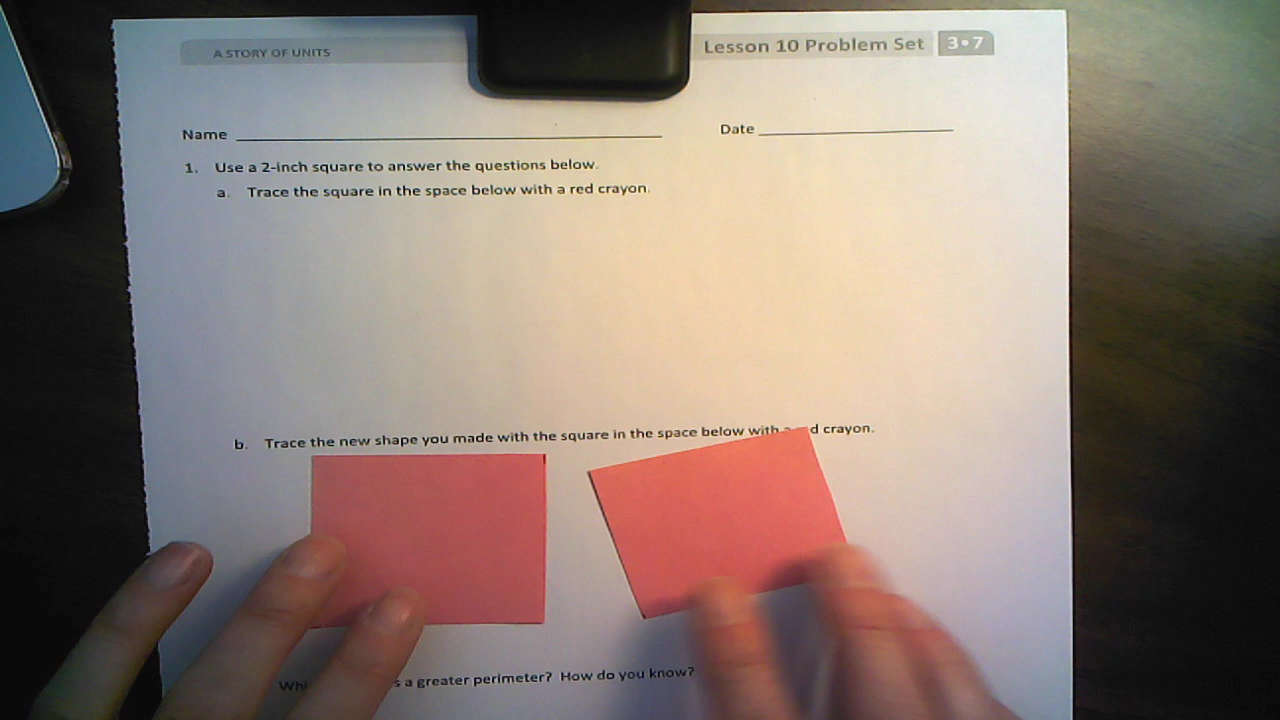 A STORY OF UNITS
Lesson 10 Problem Set 3•7
Name Date
1. Use a 2-inch square to answer the questions below.
a. Trace the square in the space below with a red crayon.
b. Trace the new shape you made with the square in the space below with crayon.
a greater perimeter? How do you know?